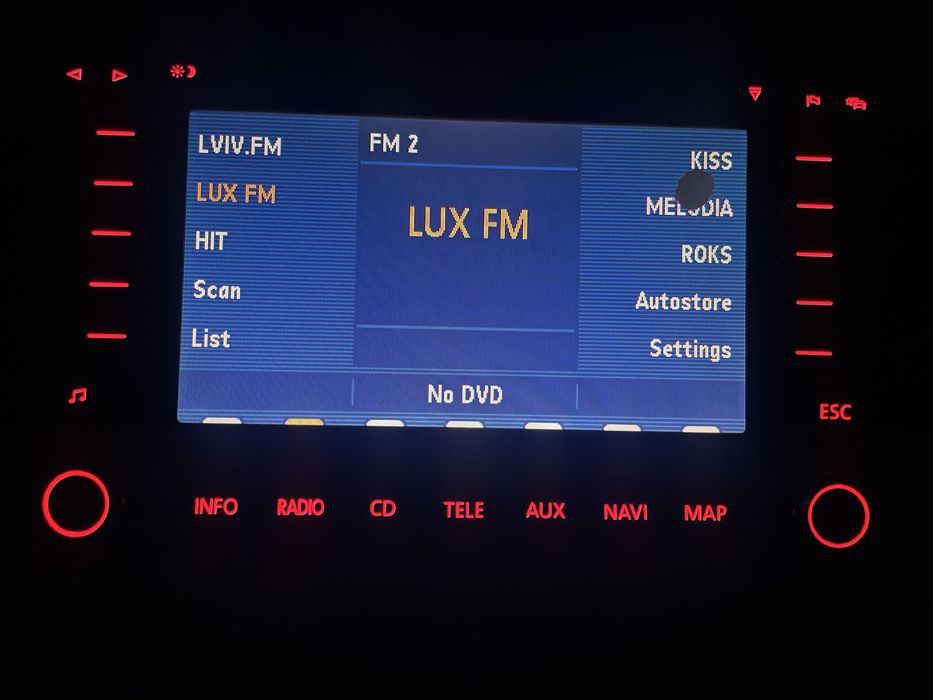 LVIV.FM
LUX FM
HIT
Scan
List
FM 2
LUX FM
KISS
MELODIA
ROKS
Autostore
Settings
No DVD
ESC
INFO
RADIO
CD
TELE
AUX
NAVI
MAP